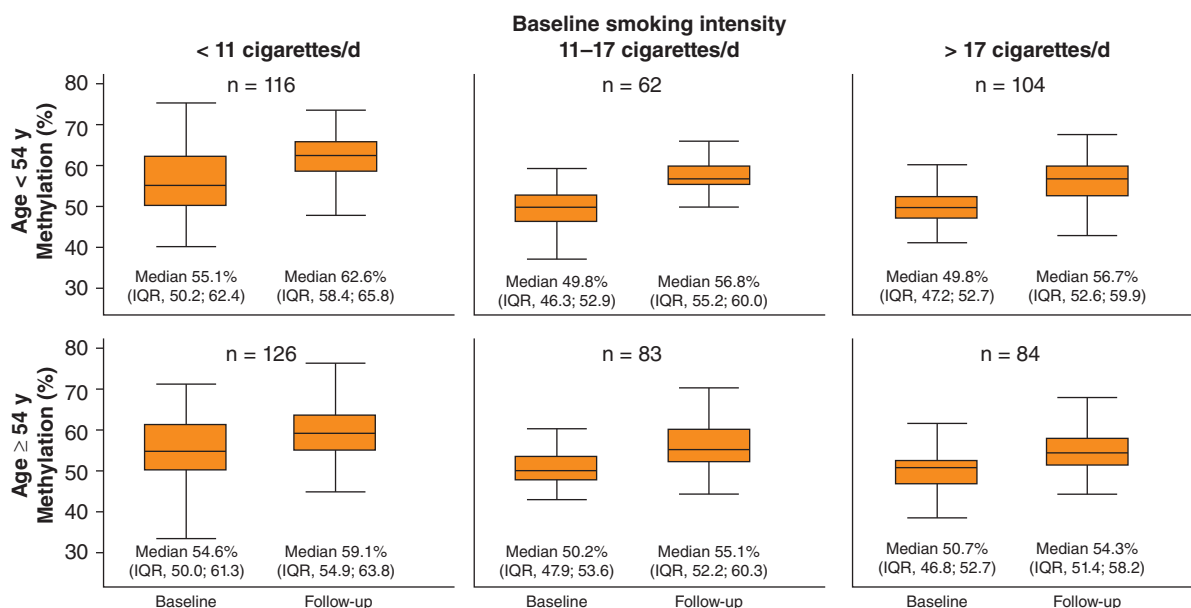 Baseline smoking intensity
< 11 cigarettes/d
11–17 cigarettes/d
> 17 cigarettes/d
Age < 54 y
Methylation (%)
80
70
60
50
40
30
n = 116
Median 55.1%
(IQR, 50.2; 62.4)
62.6%
(IQR, 58.4; 65.8)
n = 62
49.8%
(IQR, 46.3; 52.9)
Median 56.8%
(IQR, 55.2; 60.0)
n = 104
Median 49.8%
(IQR, 47.2; 52.7)
Median 56.7%
(IQR, 52.6; 59.9)
Age ≥ 54 y
Methylation (%)
80
70
60
50
40
30
n = 126
Median 54.6%
(IQR, 50.0; 61.3)
Median 59.1%
(IQR, 54.9; 63.8)
n = 83
Median 50.2%
(IQR, 47.9; 53.6)
Median 55.1%
(IQR, 52.2; 60.3)
n = 84
Median 50.7%
(IQR, 46.8; 52.7)
Median 54.3%
(IQR, 51.4; 58.2)
Baseline
Follow-up
Baseline
Follow-up
Baseline
Follow-up